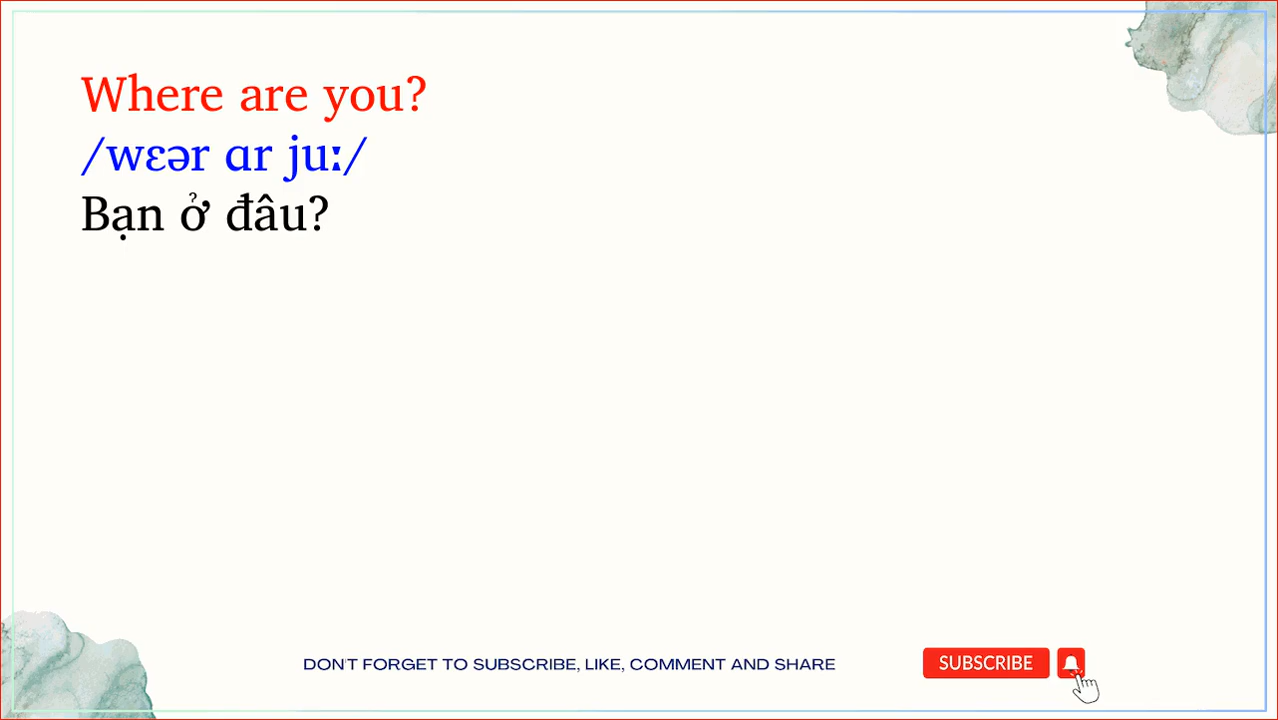 Where are you?
/wɛər ɑr juː/
Bạn ở đâu?
DON'T FORGET TO SUBSCRIBE, LIKE, COMMENT AND SHARE
SUBSCRIBE